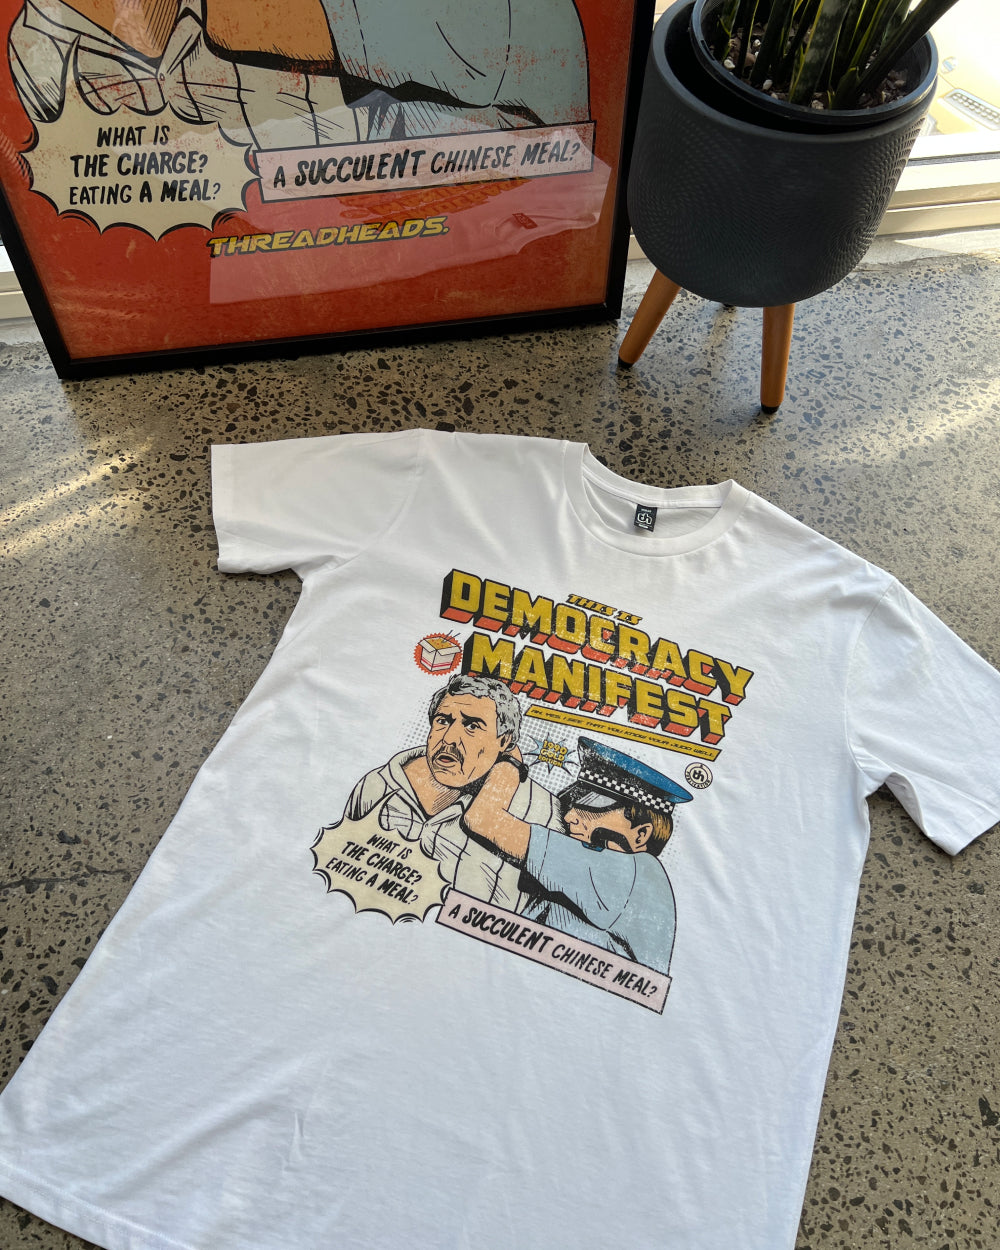 WHAT IS
THE CHARGE?
EATING A MEAL?
A SUCCULENT CHINESE MEAL?
THREADHEADS.
THIS IS
DEMOCRACY
MANIFEST
AH, YES, I SEE THAT YOU KNOW YOUR JUDO WELL
WHAT IS
THE CHARGE?
EATING A MEAL?
A SUCCULENT CHINESE MEAL?